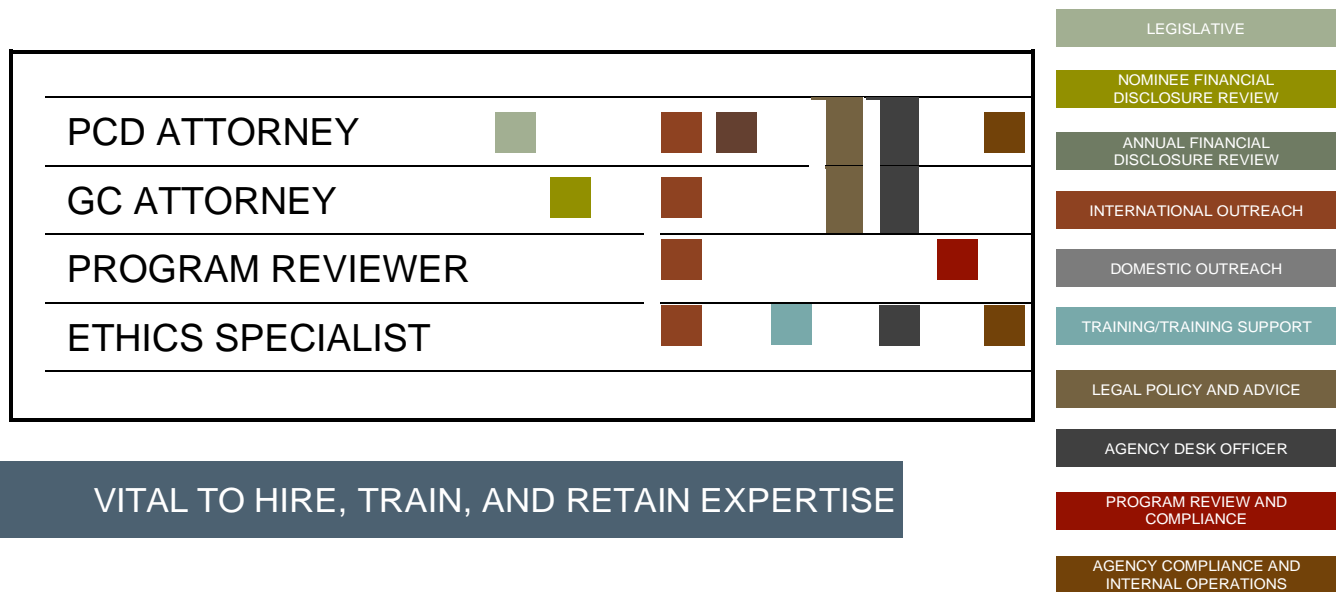 PCD ATTORNEY
GC ATTORNEY
PROGRAM REVIEWER
ETHICS SPECIALIST
VITAL TO HIRE, TRAIN, AND RETAIN EXPERTISE
LEGISLATIVE
NOMINEE FINANCIAL
DISCLOSURE REVIEW
ANNUAL FINANCIAL
DISCLOSURE REVIEW
INTERNATIONAL OUTREACH
DOMESTIC OUTREACH
TRAINING/TRAINING SUPPORT
LEGAL POLICY AND ADVICE
AGENCY DESK OFFICER
PROGRAM REVIEW AND
COMPLIANCE
AGENCY COMPLIANCE AND
INTERNAL OPERATIONS